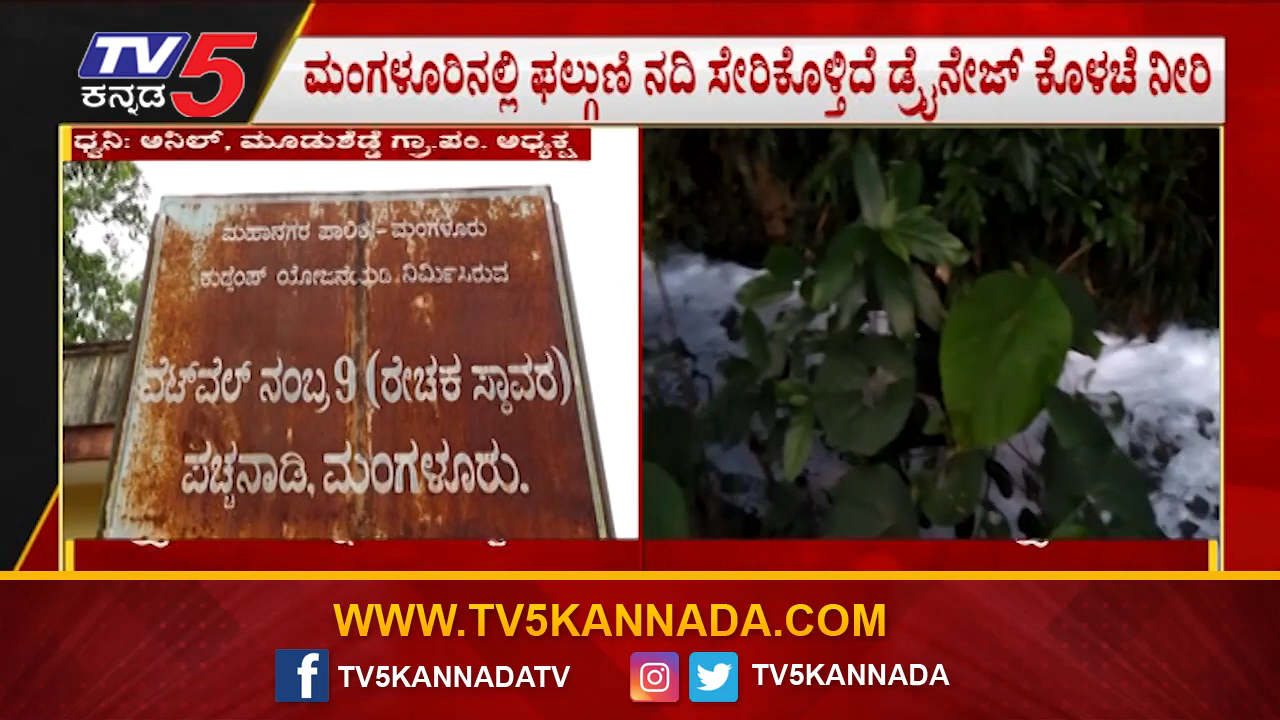 TV5
ಕನ್ನಡ
ಮಂಗಳೂರಿನಲ್ಲಿ ಫಲ್ಗುಣಿ ನದಿ ಸೇರಿಕೊಳ್ತಿದೆ ಡ್ರೈನೇಜ್ ಕೊಳಚೆ ನೀರಿ
ಧ್ವನಿ: ಅನಿಲ್, ಮೂಡುಶೆಡ್ಡೆ ಗ್ರಾ.ಪಂ. ಅಧ್ಯಕ್ಷ
ಮಹಾನಗರ ಪಾಲಿಕೆ - ಮಂಗಳೂರು
ಕುಡ್ಸೆಂಪ್ ಯೋಜನೆಯಡಿ ನಿರ್ಮಿಸಿರುವ
ವೆಟ್‌ವೆಲ್ ನಂಬ್ರ 9 (ರೇಚಕ ಸ್ಥಾವರ)
ಪಚ್ಚನಾಡಿ, ಮಂಗಳೂರು.
WWW.TV5KANNADA.COM
TV5KANNADATV
TV5KANNADA